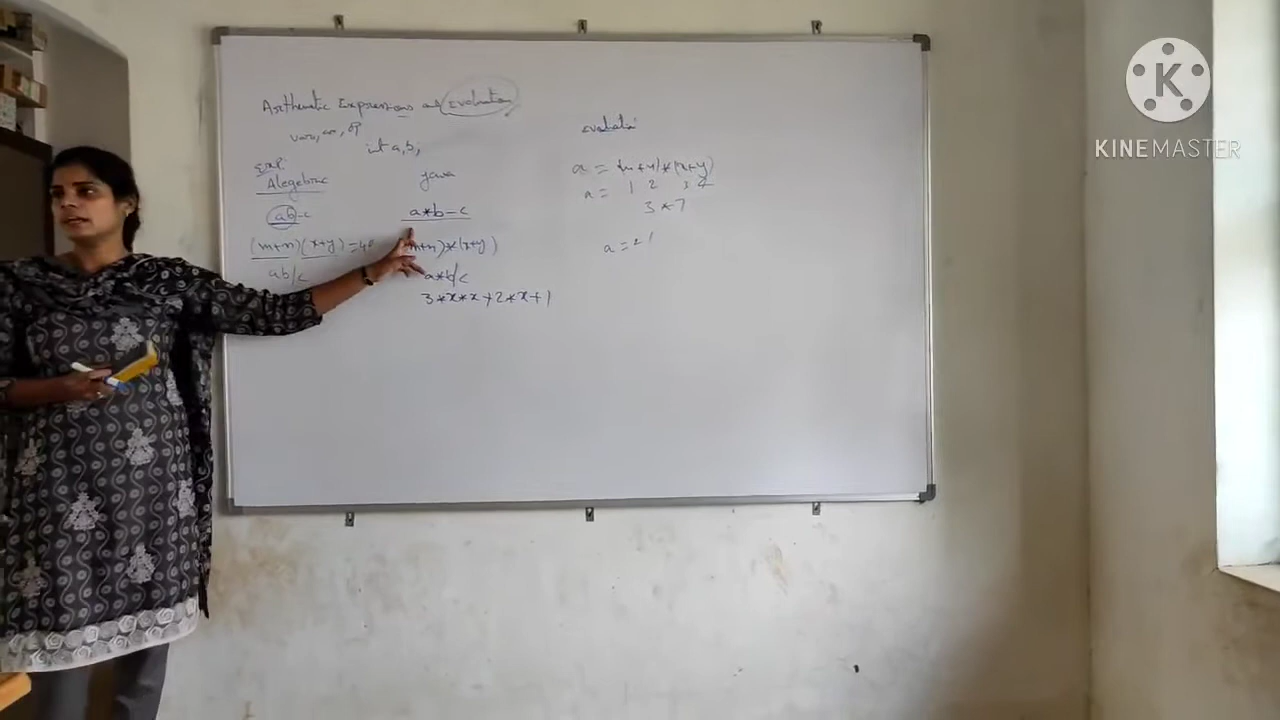 Arithmetic Expressions and Evaluation
vars, con, op
int a, b;
Exp:
Alegebric
Java
ab-c
a*b-c
(m+n)(x+y)=40
(m+n)*(x+y)
ab/c
a*b/c
3*x*x+2*x+1
evaluation
a = (m+n)*(x+y)
a = 1 2 3 4
3*7
a=21
K
KINEMASTER